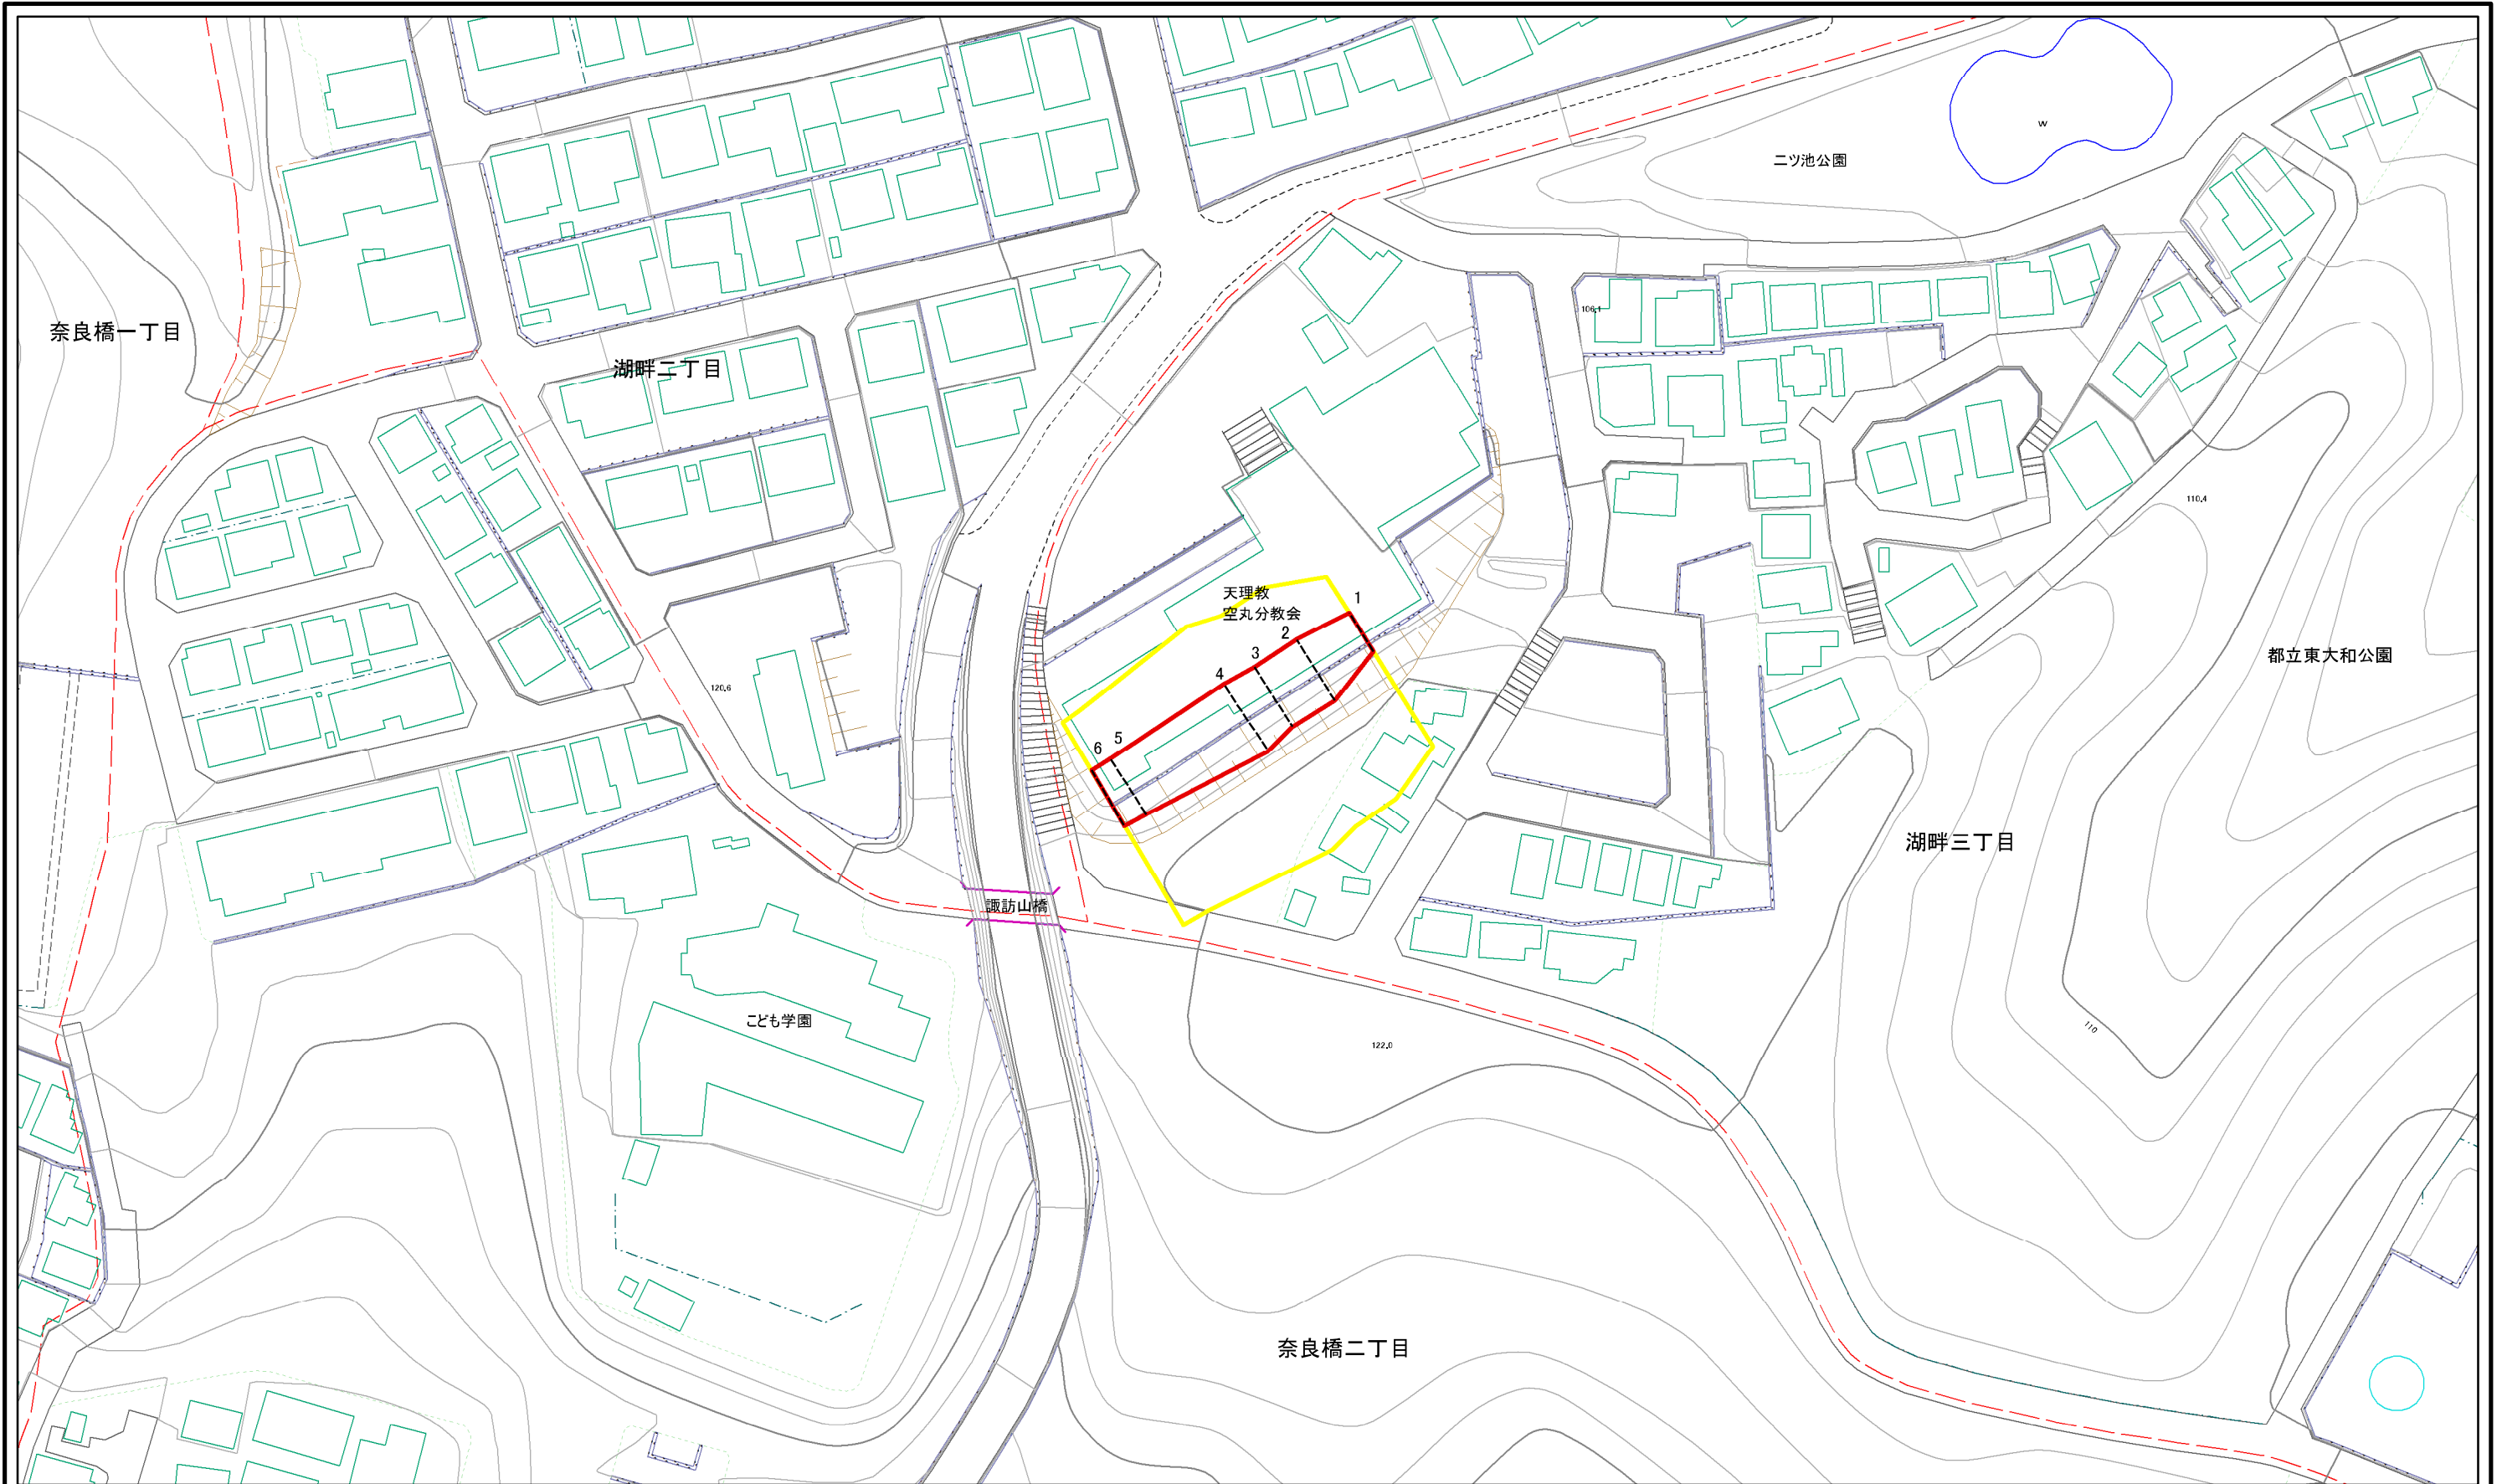 W
二ツ池公園
106.1
奈良橋一丁目
湖畔二丁目
110.4
天理教
空丸分教会
1
2
3
4
5
6
120.6
都立東大和公園
湖畔三丁目
諏訪山橋
こども学園
110
122.0
奈良橋二丁目